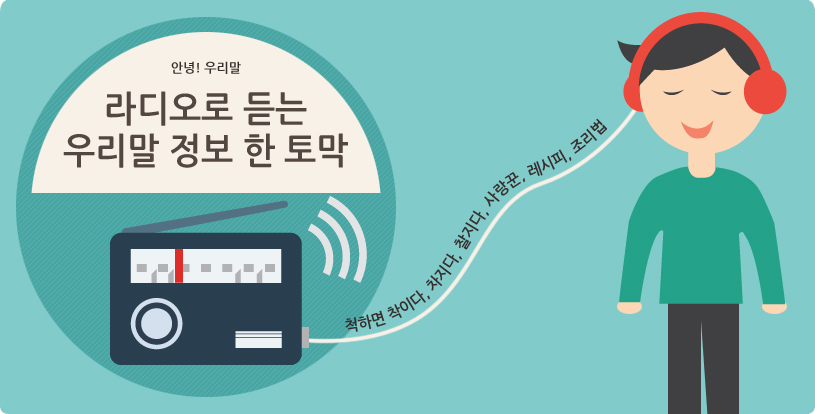 안녕! 우리말
라디오로 듣는
우리말 정보 한 토막
척하면 착이다, 차지다, 찰지다, 사랑꾼, 레시피, 조리법